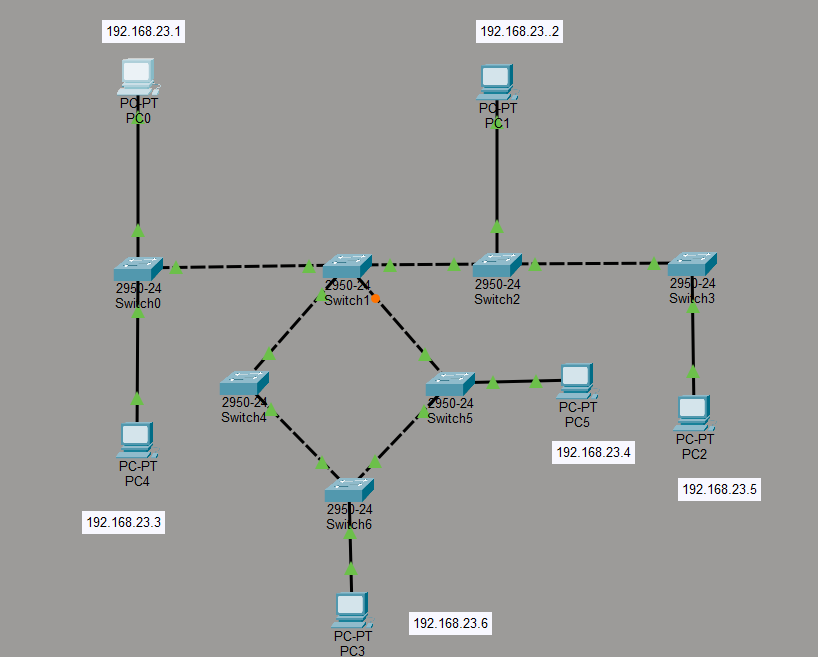 192.168.23.1
192.168.23..2
PC-PT
PC0
PC-PT
PC1
2950-24
Switch0
2950-24
Switch1
2950-24
Switch2
2950-24
Switch3
2950-24
Switch4
2950-24
Switch5
PC-PT
PC5
PC-PT
PC2
192.168.23.4
PC-PT
PC4
192.168.23.5
192.168.23.3
2950-24
Switch6
192.168.23.6
PC-PT
PC3